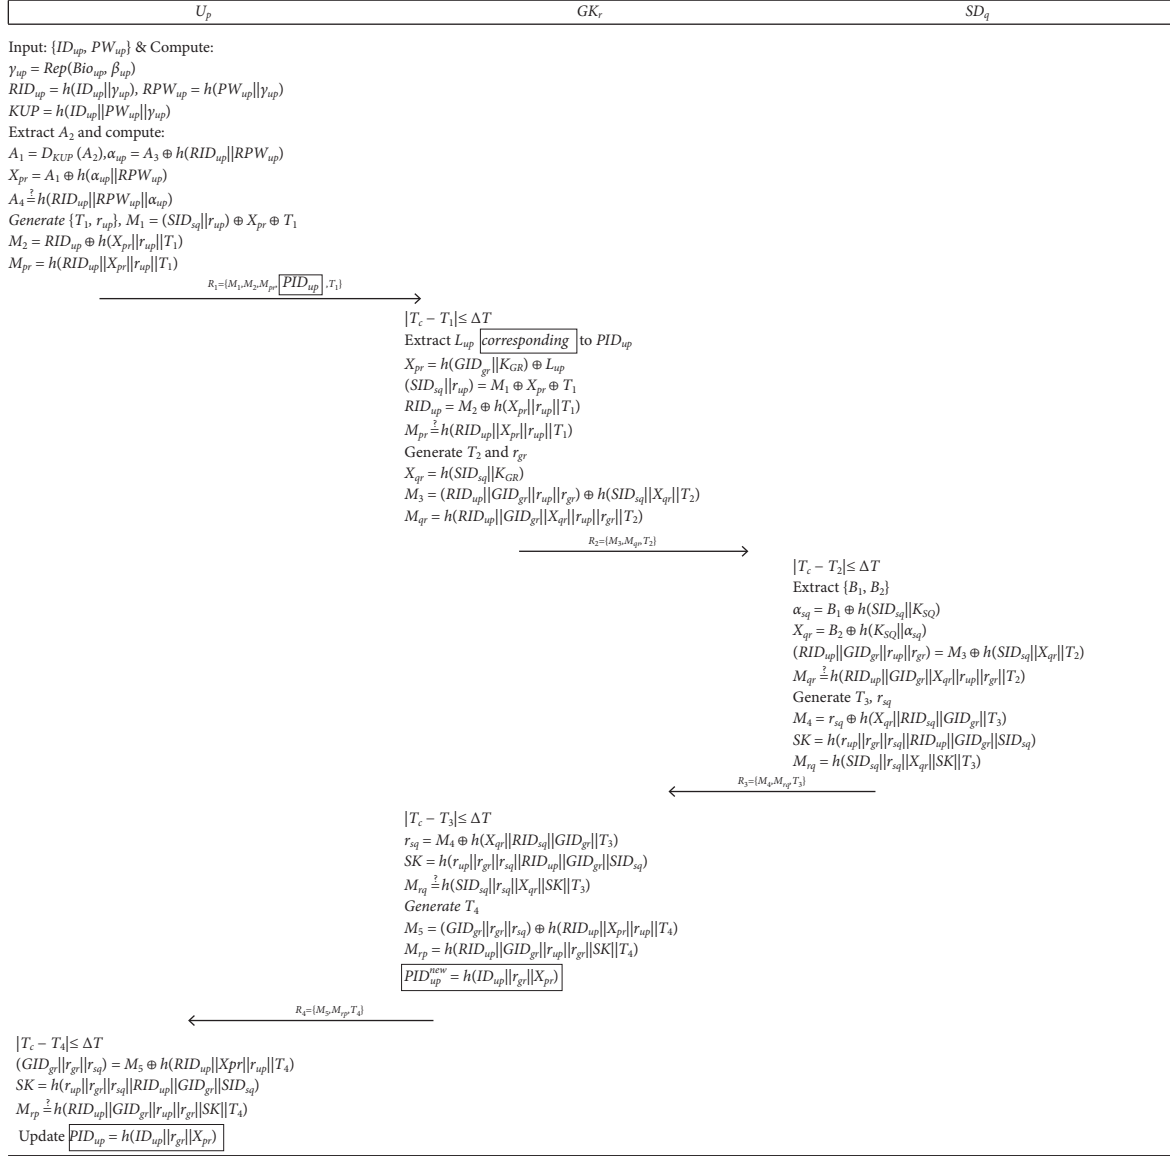 U_p GK_r SD_q
Input: {ID_up, PW_up} & Compute:
γ_up = Rep(Bio_up, β_up)
RID_up = h(ID_up||γ_up), RPW_up = h(PW_up||γ_up)
KUP = h(ID_up||PW_up||γ_up)
Extract A_2 and compute:
A_1 = D_KUP (A_2),α_up = A_3 ⊕ h(RID_up||RPW_up)
X_pr = A_1 ⊕ h(α_up||RPW_up)
A_4 ≟ h(RID_up||RPW_up||α_up)
Generate {T_1, r_up}, M_1 = (SID_sq||r_up) ⊕ X_pr ⊕ T_1
M_2 = RID_up ⊕ h(X_pr||r_up||T_1)
M_pr = h(RID_up||X_pr||r_up||T_1)
R_1={M_1,M_2,M_pr, PID_up ,T_1}
|T_c − T_1|≤ ΔT
Extract L_up corresponding to PID_up
X_pr = h(GID_gr||K_GR) ⊕ L_up
(SID_sq||r_up) = M_1 ⊕ X_pr ⊕ T_1
RID_up = M_2 ⊕ h(X_pr||r_up||T_1)
M_pr ≟ h(RID_up||X_pr||r_up||T_1)
Generate T_2 and r_gr
X_qr = h(SID_sq||K_GR)
M_3 = (RID_up||GID_gr||r_up||r_gr) ⊕ h(SID_sq||X_qr||T_2)
M_qr = h(RID_up||GID_gr||X_qr||r_up||r_gr||T_2)
R_2={M_3,M_qr,T_2}
|T_c − T_2|≤ ΔT
Extract {B_1, B_2}
α_sq = B_1 ⊕ h(SID_sq||K_SQ)
X_qr = B_2 ⊕ h(K_SQ||α_sq)
(RID_up||GID_gr||r_up||r_gr) = M_3 ⊕ h(SID_sq||X_qr||T_2)
M_qr ≟ h(RID_up||GID_gr||X_qr||r_up||r_gr||T_2)
Generate T_3, r_sq
M_4 = r_sq ⊕ h(X_qr||RID_sq||GID_gr||T_3)
SK = h(r_up||r_gr||r_sq||RID_up||GID_gr||SID_sq)
M_rq = h(SID_sq||r_sq||X_qr||SK||T_3)
R_3={M_4,M_rq,T_3}
|T_c − T_3|≤ ΔT
r_sq = M_4 ⊕ h(X_qr||RID_sq||GID_gr||T_3)
SK = h(r_up||r_gr||r_sq||RID_up||GID_gr||SID_sq)
M_rq ≟ h(SID_sq||r_sq||X_qr||SK||T_3)
Generate T_4
M_5 = (GID_gr||r_gr||r_sq) ⊕ h(RID_up||X_pr||r_up||T_4)
M_rp = h(RID_up||GID_gr||r_up||r_gr||SK||T_4)
PID_up^new = h(ID_up||r_gr||X_pr)
R_4={M_5,M_rp,T_4}
|T_c − T_4|≤ ΔT
(GID_gr||r_gr||r_sq) = M_5 ⊕ h(RID_up||Xpr||r_up||T_4)
SK = h(r_up||r_gr||r_sq||RID_up||GID_gr||SID_sq)
M_rp ≟ h(RID_up||GID_gr||r_up||r_gr||SK||T_4)
Update PID_up = h(ID_up||r_gr||X_pr)